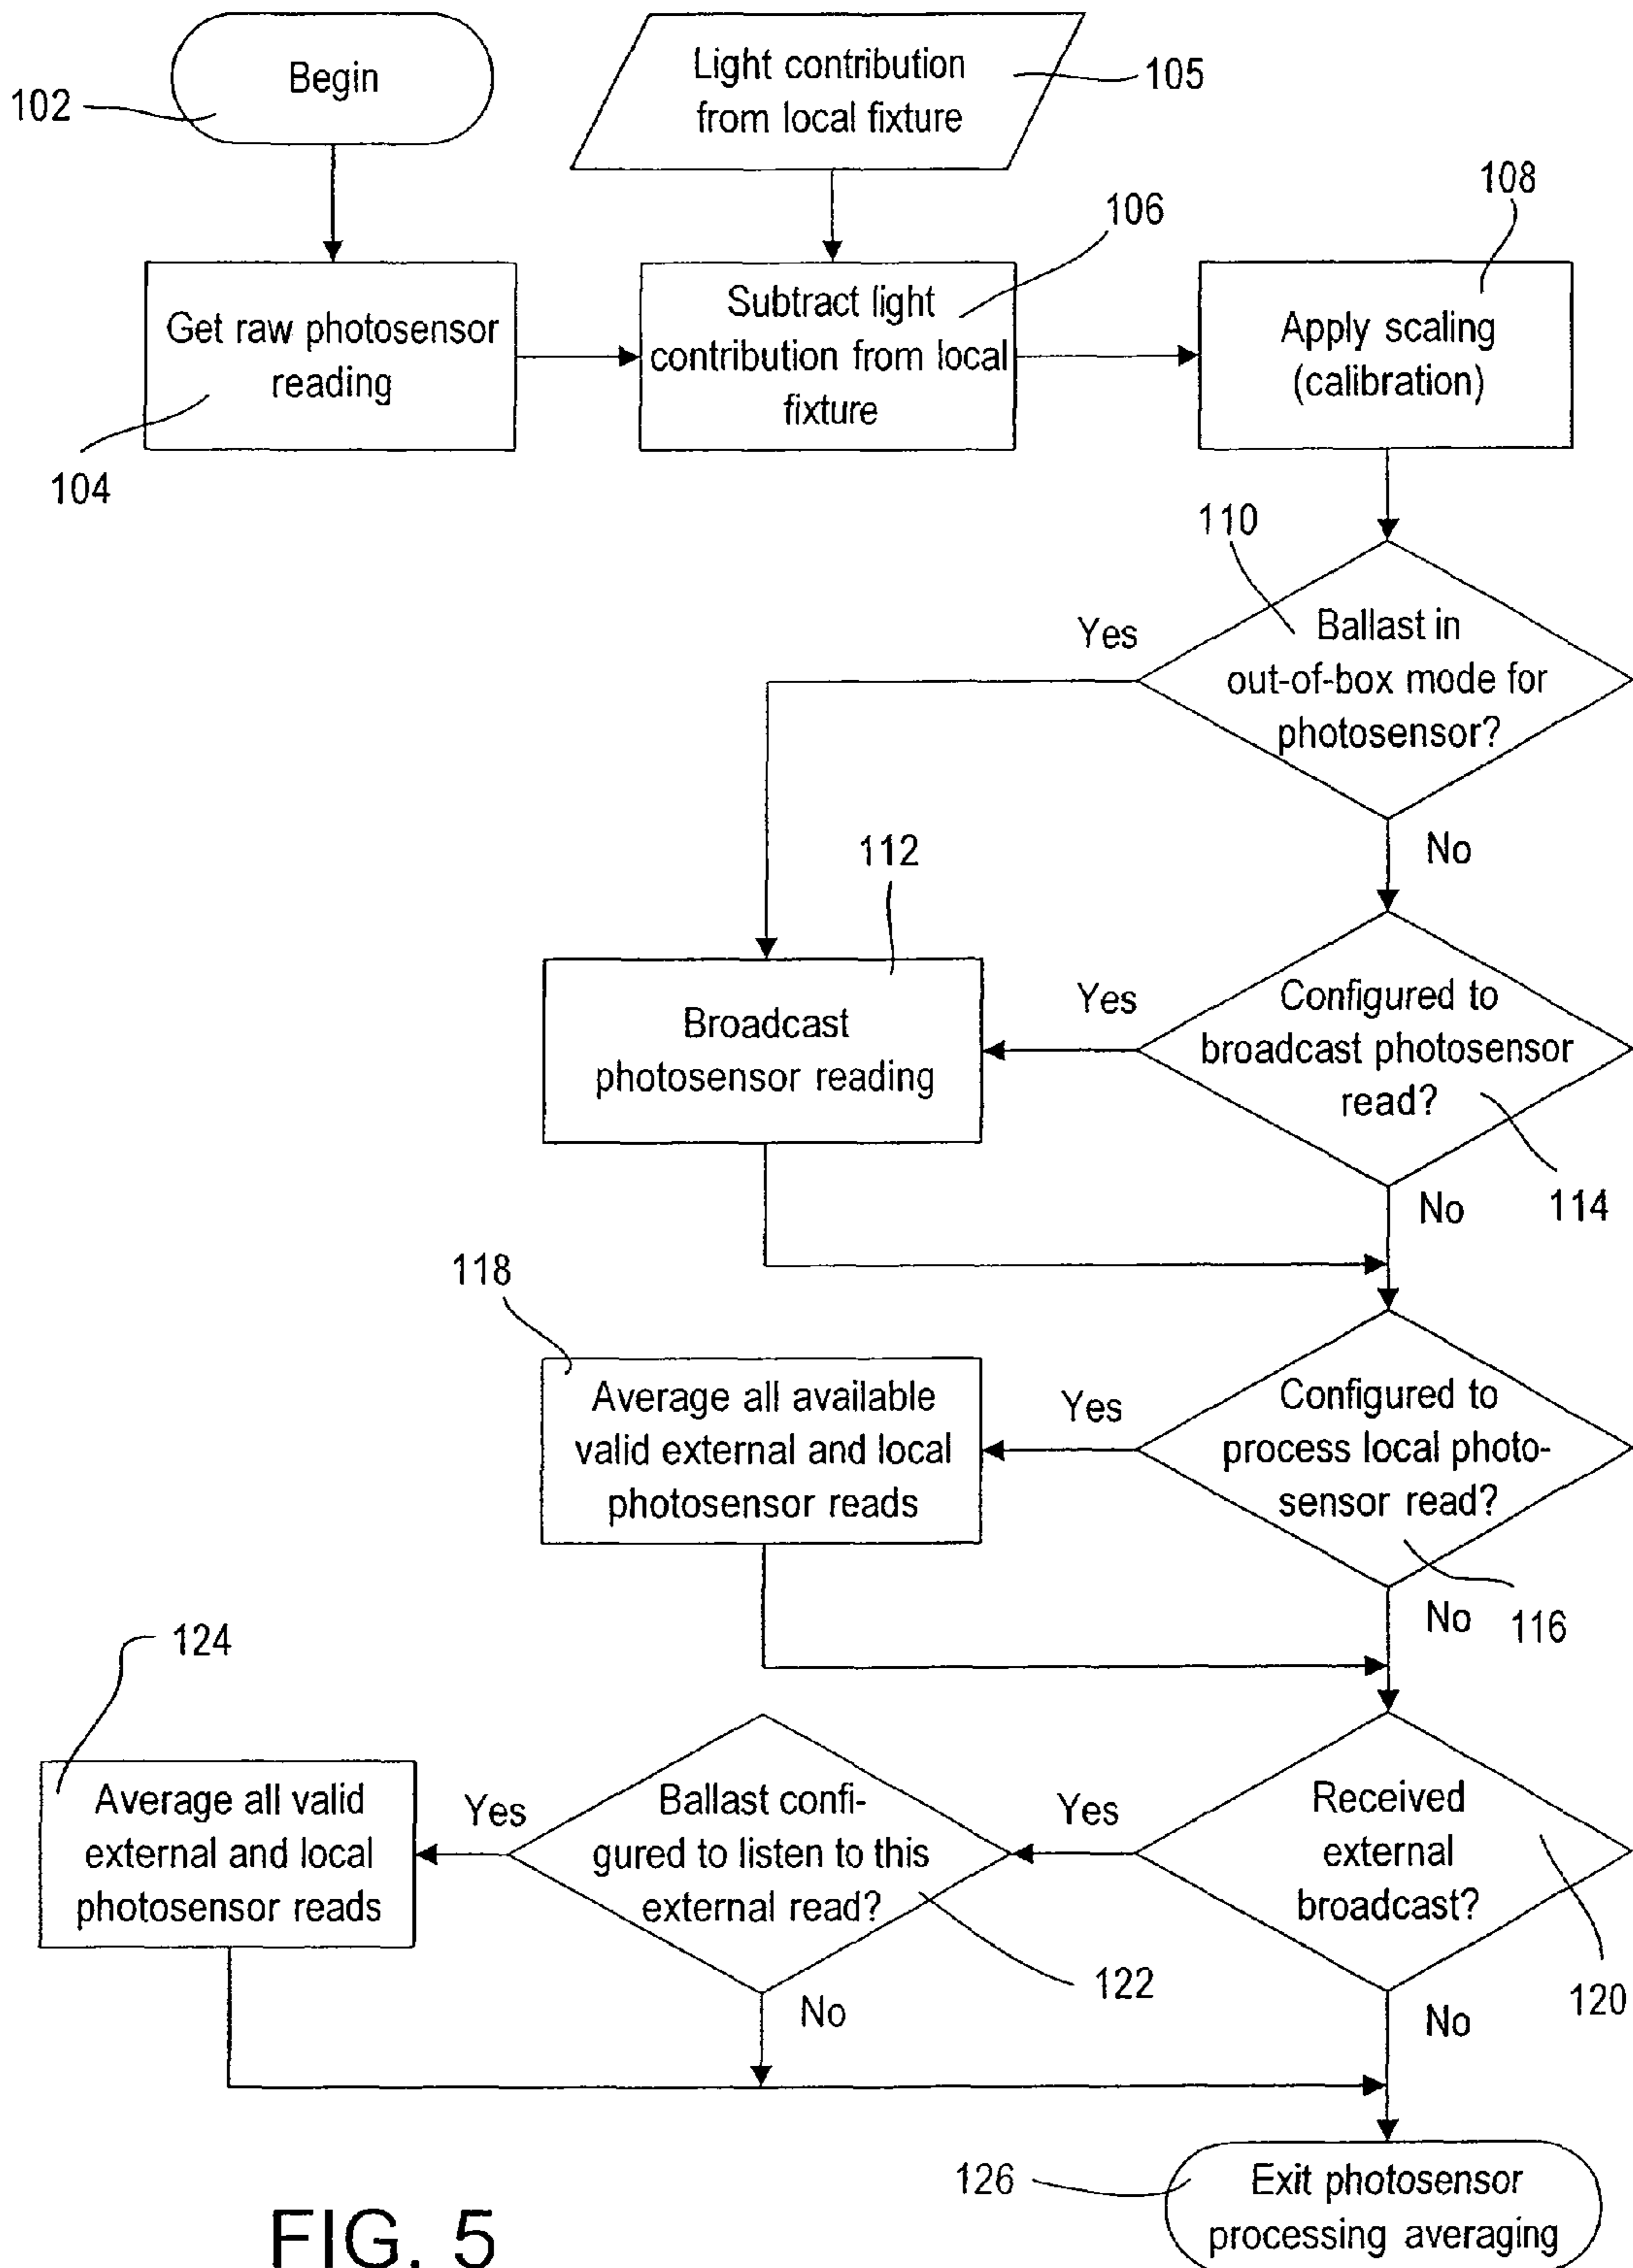 Begin
102
Light contribution
from local fixture
105
Get raw photosensor
reading
104
Subtract light
contribution from local
fixture
106
Apply scaling
(calibration)
108
110
Ballast in
out-of-box mode for
photosensor?
Yes
No
112
Broadcast
photosensor reading
Yes
Configured to
broadcast photosensor
read?
114
No
118
Average all available
valid external and local
photosensor reads
Yes
Configured to
process local photo-
sensor read?
116
No
124
Average all valid
external and local
photosensor reads
Yes
Ballast confi-
gured to listen to this
external read?
122
No
Yes
Received
external
broadcast?
120
No
126
Exit photosensor
processing averaging
FIG. 5